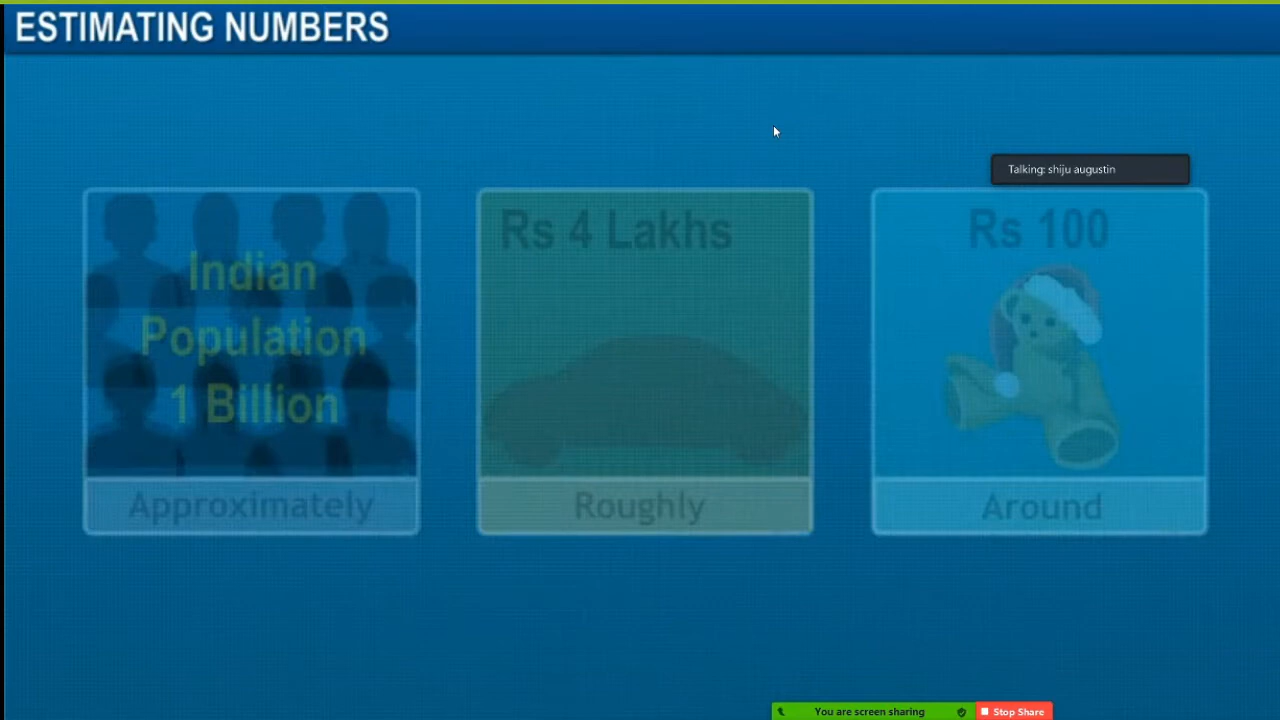 ESTIMATING NUMBERS
Talking: shiju augustin
Indian
Population
1 Billion
Approximately
Rs 4 Lakhs
Roughly
Rs 100
Around
You are screen sharing
Stop Share